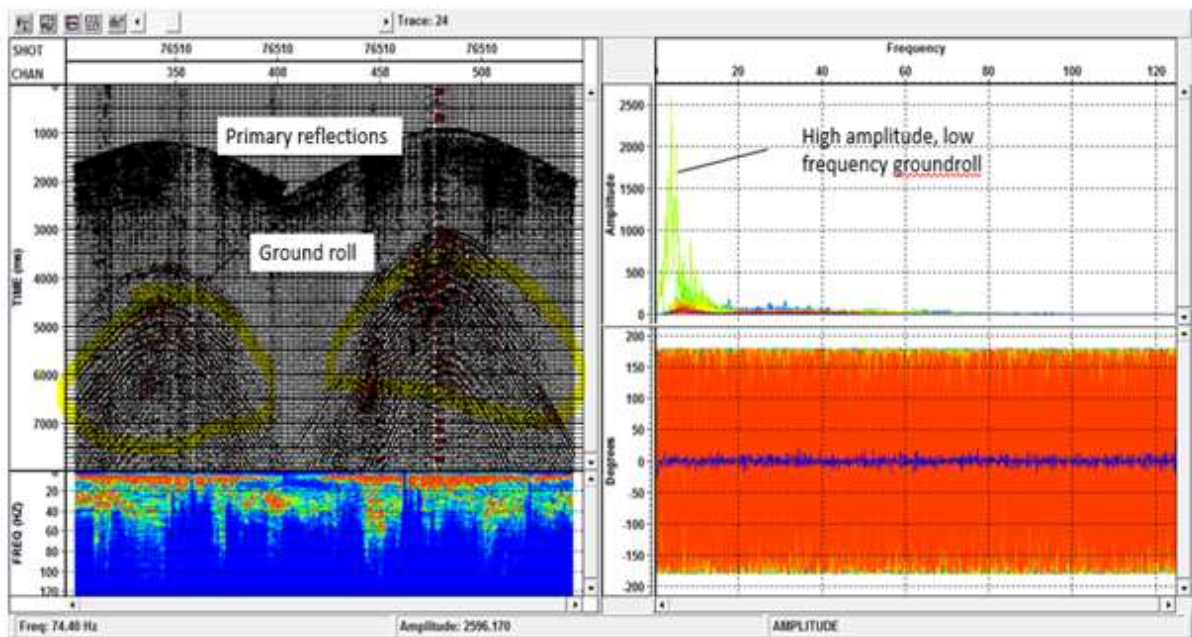 Trace: 24
SHOT 76510 76510 76510 76510
CHAN 350 400 450 500
TIME (ms)
0
1000
2000
3000
4000
5000
6000
7000
Primary reflections
Ground roll
FREQ (HZ)
20
40
60
80
100
120
Frequency
20 40 60 80 100 120
Amplitude
2500
2000
1500
1000
500
0
High amplitude, low
frequency groundroll
Degrees
200
150
100
50
0
-50
-100
-150
-200
Freq: 74.40 Hz Amplitude: 2596.170 AMPLITUDE